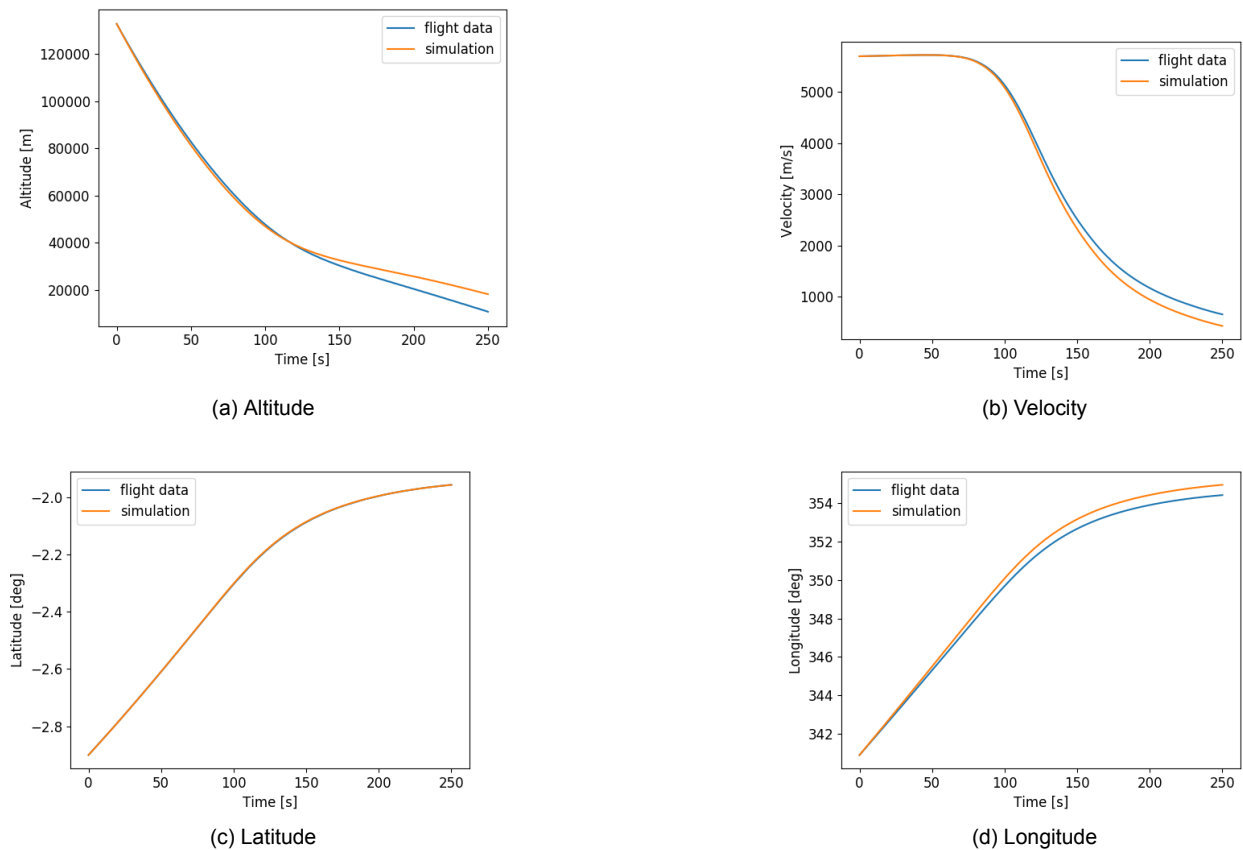 flight data
simulation
120000
100000
80000
60000
40000
20000
Altitude [m]
0 50 100 150 200 250
Time [s]
(a) Altitude
flight data
simulation
5000
4000
3000
2000
1000
Velocity [m/s]
0 50 100 150 200 250
Time [s]
(b) Velocity
flight data
simulation
−2.0
−2.2
−2.4
−2.6
−2.8
Latitude [deg]
0 50 100 150 200 250
Time [s]
(c) Latitude
flight data
simulation
354
352
350
348
346
344
342
Longitude [deg]
0 50 100 150 200 250
Time [s]
(d) Longitude